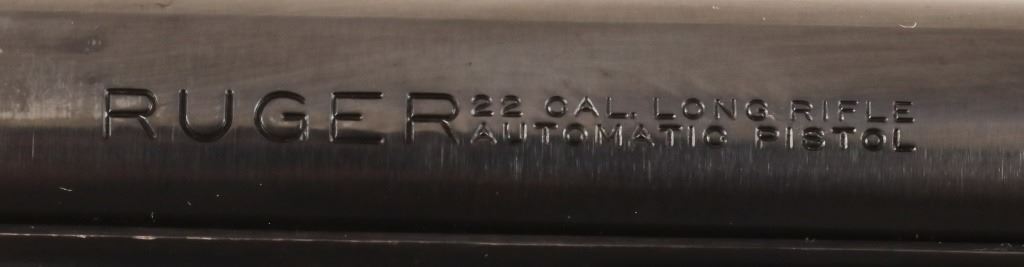 RUGER 22 CAL. LONG RIFLE
AUTOMATIC PISTOL